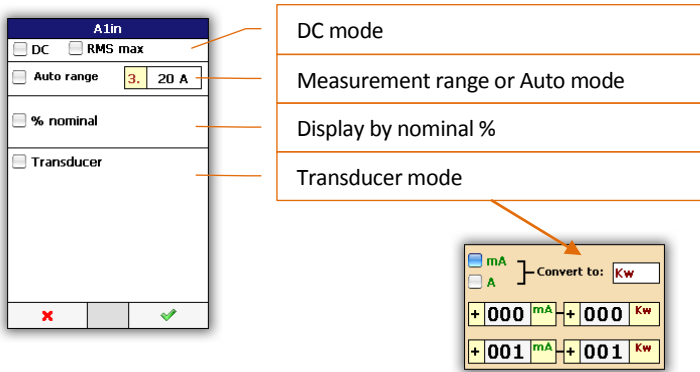 A1in
DC RMS max
Auto range 3. 20 A
% nominal
Transducer
DC mode
Measurement range or Auto mode
Display by nominal %
Transducer mode
mA
A
Convert to: Kw
+ 000 mA + 000 Kw
+ 001 mA + 001 Kw